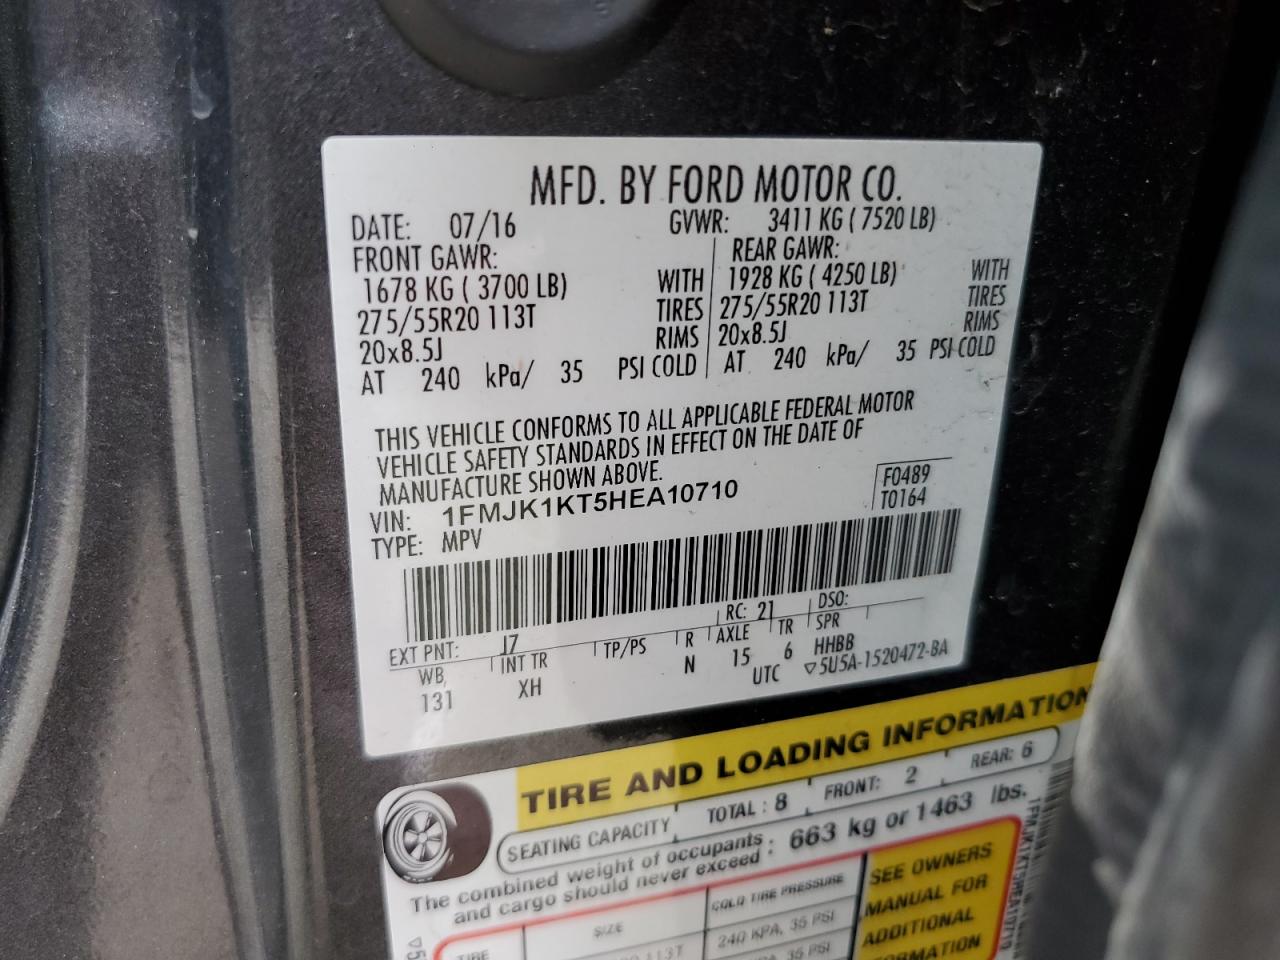 MFD. BY FORD MOTOR CO.
DATE: 07/16 GVWR: 3411 KG ( 7520 LB)
FRONT GAWR: REAR GAWR:
1678 KG ( 3700 LB) WITH 1928 KG ( 4250 LB) WITH
275/55R20 113T TIRES 275/55R20 113T TIRES
20x8.5J RIMS 20x8.5J RIMS
AT 240 kPa/ 35 PSI COLD AT 240 kPa/ 35 PSI COLD
THIS VEHICLE CONFORMS TO ALL APPLICABLE FEDERAL MOTOR
VEHICLE SAFETY STANDARDS IN EFFECT ON THE DATE OF
MANUFACTURE SHOWN ABOVE.
F0489
T0164
VIN: 1FMJK1KT5HEA10710
TYPE: MPV
EXT PNT: J7 RC: 21 DSO:
WB INT TR TP/PS R AXLE TR SPR
131 XH N 15 6 HHBB
UTC ▽5U5A-1520472-BA
TIRE AND LOADING INFORMATION
SEATING CAPACITY TOTAL : 8 FRONT: 2 REAR: 6
The combined weight of occupants and cargo should never exceed : 663 kg or 1463 lbs.
TIRE SIZE COLD TIRE PRESSURE
113T 240 KPA, 35 PSI
35 PSI
SEE OWNERS
MANUAL FOR
ADDITIONAL
1FMJK1KT5HEA10710